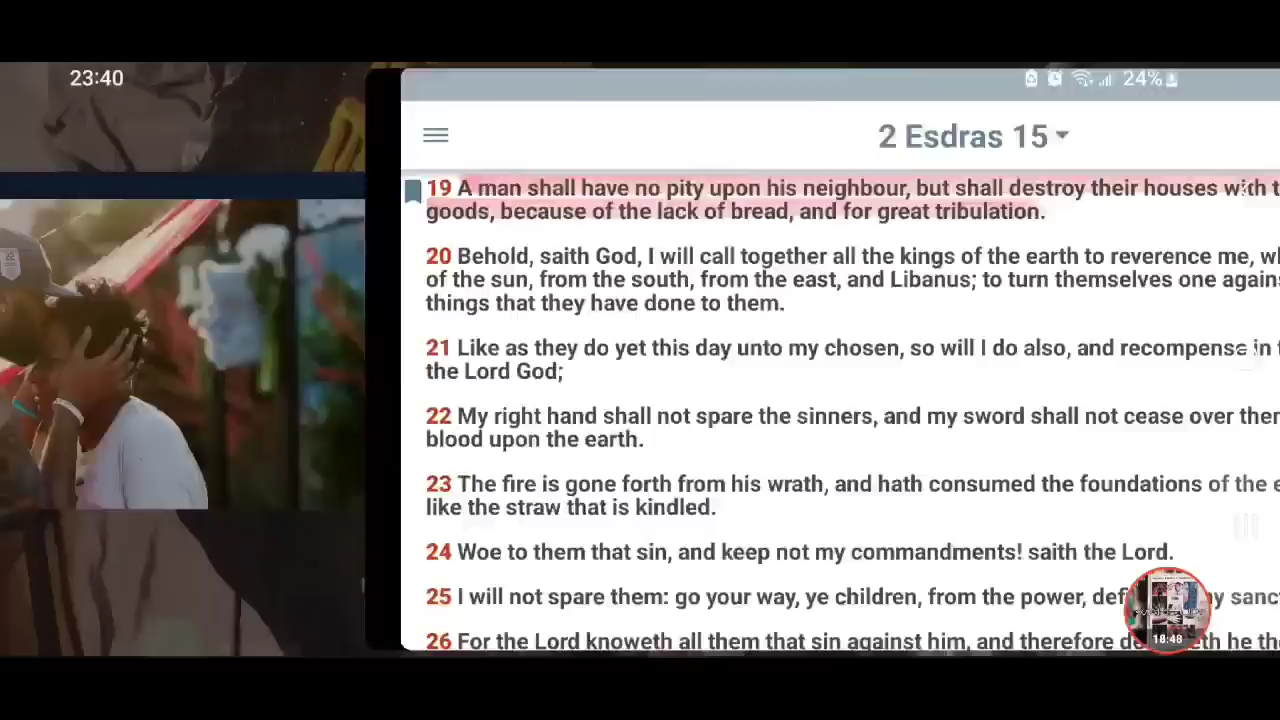 23:40
24%
2 Esdras 15
19 A man shall have no pity upon his neighbour, but shall destroy their houses with
goods, because of the lack of bread, and for great tribulation.
20 Behold, saith God, I will call together all the kings of the earth to reverence me,
of the sun, from the south, from the east, and Libanus; to turn themselves one
things that they have done to them.
21 Like as they do yet this day unto my chosen, so will I do also, and recompense in
the Lord God;
22 My right hand shall not spare the sinners, and my sword shall not cease over
blood upon the earth.
23 The fire is gone forth from his wrath, and hath consumed the foundations of the
like the straw that is kindled.
24 Woe to them that sin, and keep not my commandments! saith the Lord.
25 I will not spare them: go your way, ye children, from the power,
26 For the Lord knoweth all them that sin against him, and therefore he
18:48